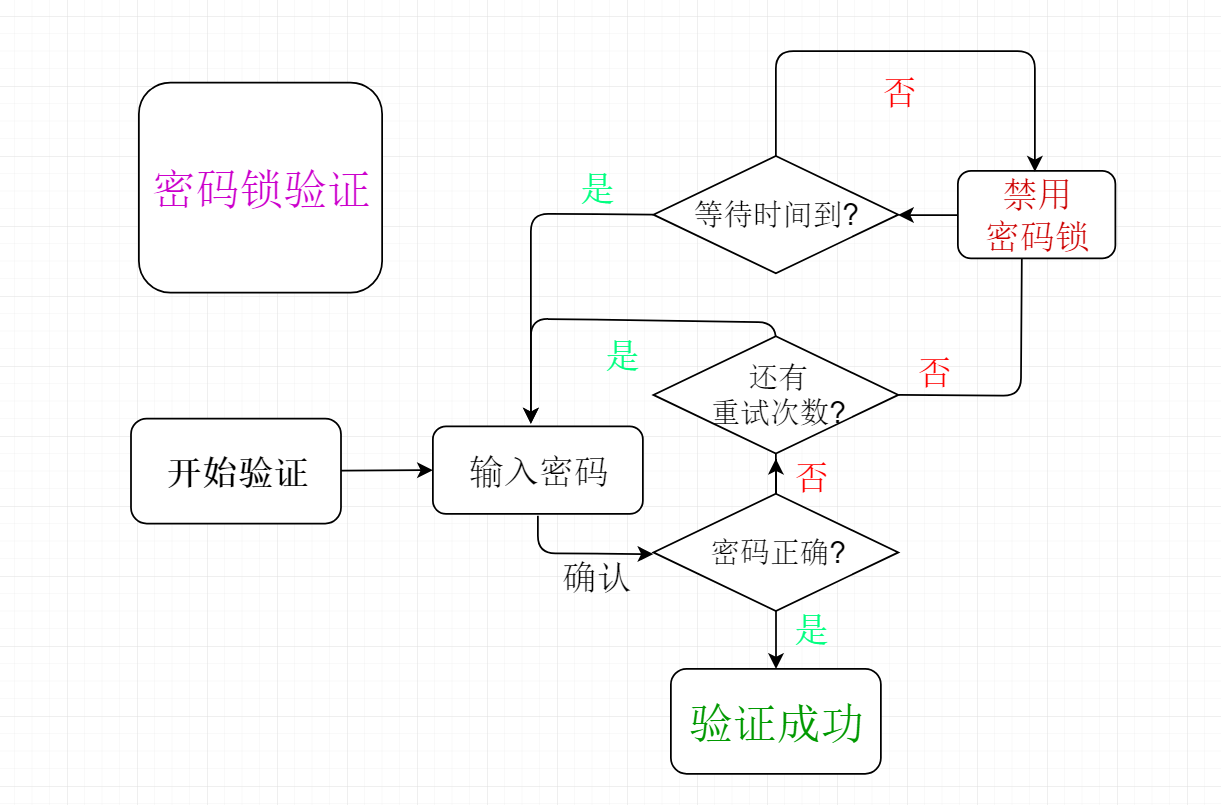 密码锁验证
否
是
等待时间到?
禁用
密码锁
是
还有
重试次数?
否
开始验证
输入密码
否
确认
密码正确?
是
验证成功